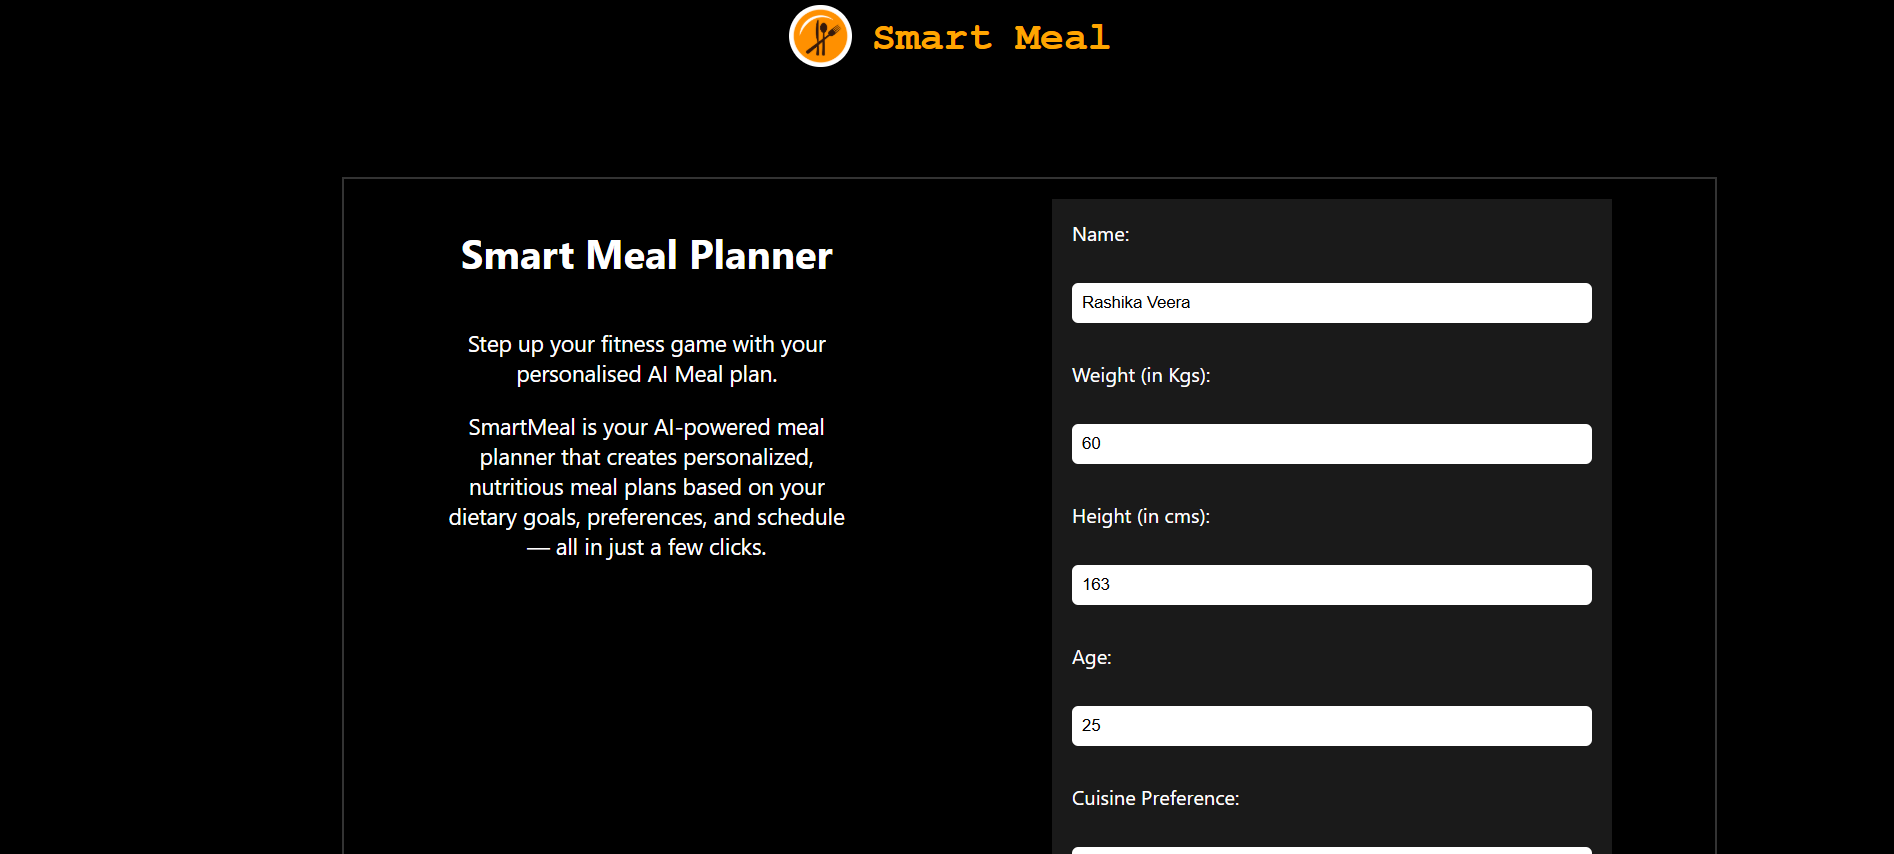 Smart Meal
Smart Meal Planner
Step up your fitness game with your
personalised AI Meal plan.
SmartMeal is your AI-powered meal
planner that creates personalized,
nutritious meal plans based on your
dietary goals, preferences, and schedule
— all in just a few clicks.
Name:
Rashika Veera
Weight (in Kgs):
60
Height (in cms):
163
Age:
25
Cuisine Preference: